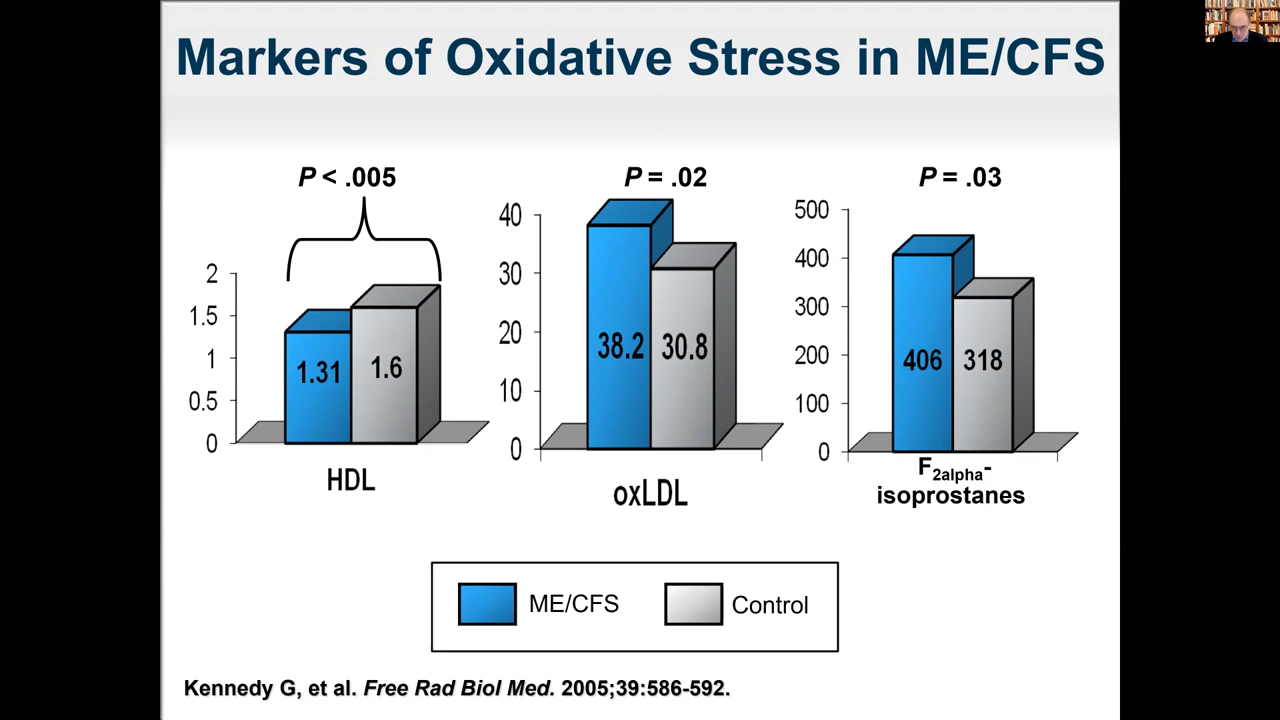 Markers of Oxidative Stress in ME/CFS
P < .005
2
1.5
1
0.5
0
1.31
1.6
HDL
P = .02
40
30
20
10
0
38.2
30.8
oxLDL
P = .03
500
400
300
200
100
0
406
318
F2alpha-
isoprostanes
ME/CFS
Control
Kennedy G, et al. Free Rad Biol Med. 2005;39:586-592.